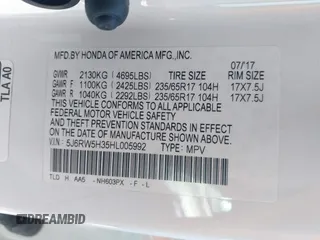 TLA A0
MFD.BY HONDA OF AMERICA MFG.,INC. 07/17
GVWR 2130KG (4695LBS) TIRE SIZE RIM SIZE
GAWR F 1100KG (2425LBS) 235/65R17 104H 17X7.5J
GAWR R 1040KG (2292LBS) 235/65R17 104H 17X7.5J
THIS VEHICLE CONFORMS TO ALL APPLICABLE
FEDERAL MOTOR VEHICLE SAFETY AND
THEFT PREVENTION STANDARDS IN EFFECT ON
THE DATE OF MANUFACTURE SHOWN ABOVE.
V.I.N.: 5J6RW5H35HL005992 TYPE: MPV
TLG H AA6 -NH603PX -F -L
BIDCARD